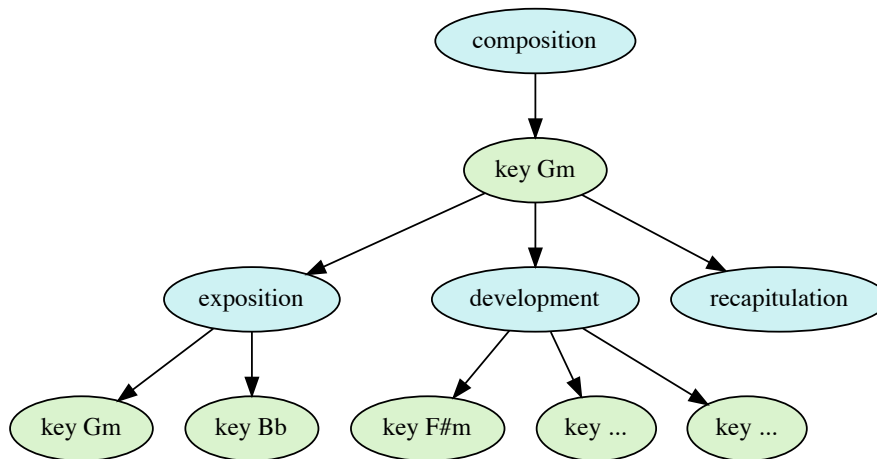 composition
key Gm
exposition
development
recapitulation
key Gm
key Bb
key F#m
key ...
key ...